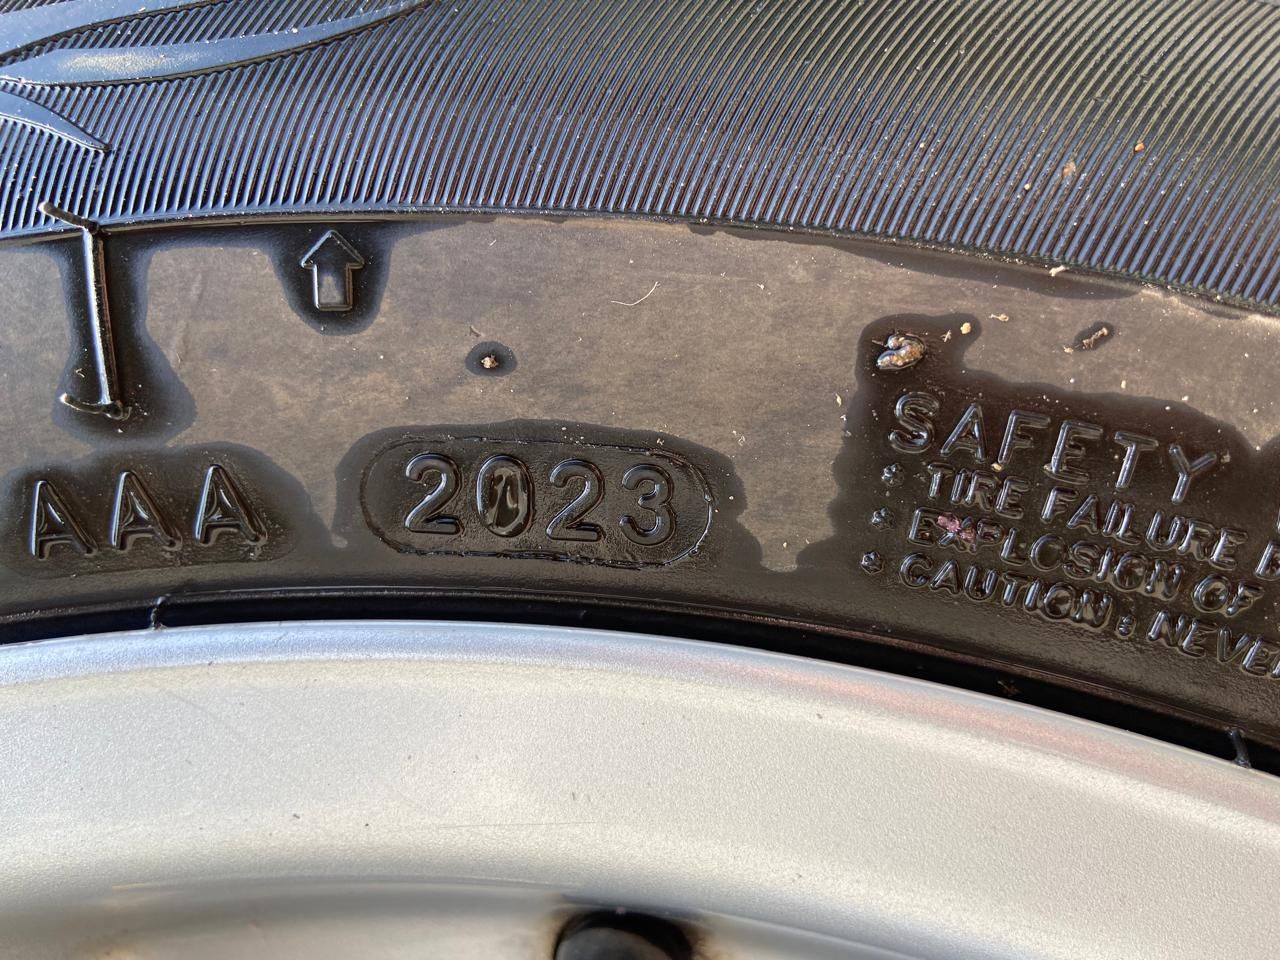 AAA
2023
SAFETY
* TIRE FAILURE
* EXPLOSION OF
* CAUTION: NEVER